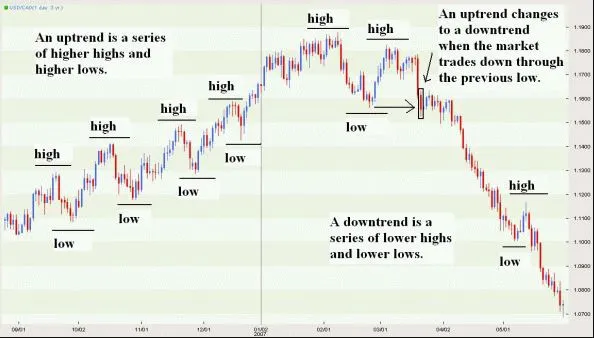 USD/CAD(1 day 3 yr)
An uptrend is a series
of higher highs and
higher lows.
high
high
An uptrend changes
to a downtrend
when the market
trades down through
the previous low.
high
high
high
high
low
low
low
low
low
high
low
A downtrend is a
series of lower highs
and lower lows.
1.1900
1.1800
1.1700
1.1600
1.1500
1.1400
1.1300
1.1200
1.1100
1.1000
1.0900
1.0800
1.0700
09/01
10/02
11/01
12/01
01/02
2007
02/01
03/01
04/02
05/01